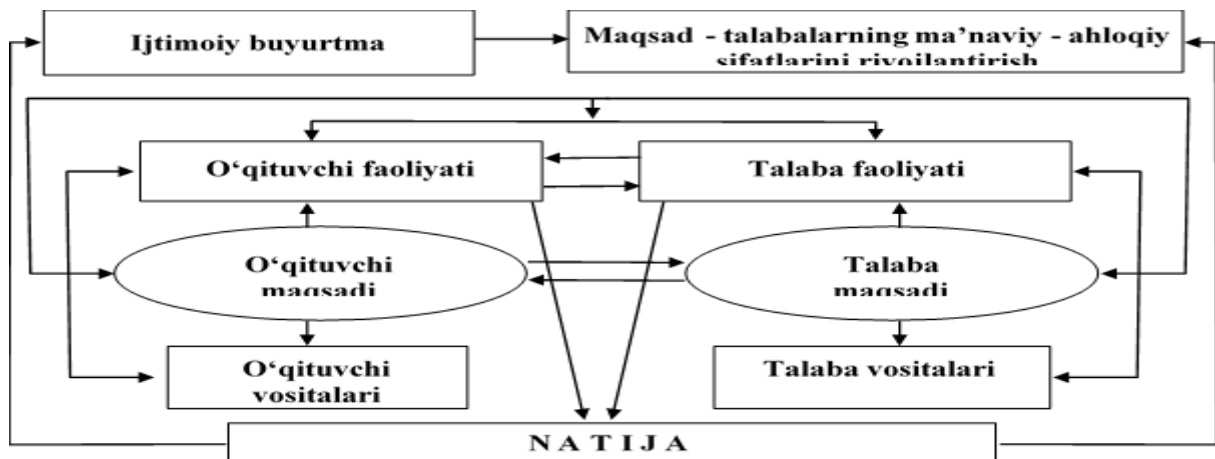 Ijtimoiy buyurtma
Maqsad - talabalarning ma’naviy - ahloqiy
sifatlarini rivojlantirish
O‘qituvchi faoliyati
Talaba faoliyati
O‘qituvchi
maqsadi
Talaba
maqsadi
O‘qituvchi
vositalari
Talaba vositalari
N A T I J A